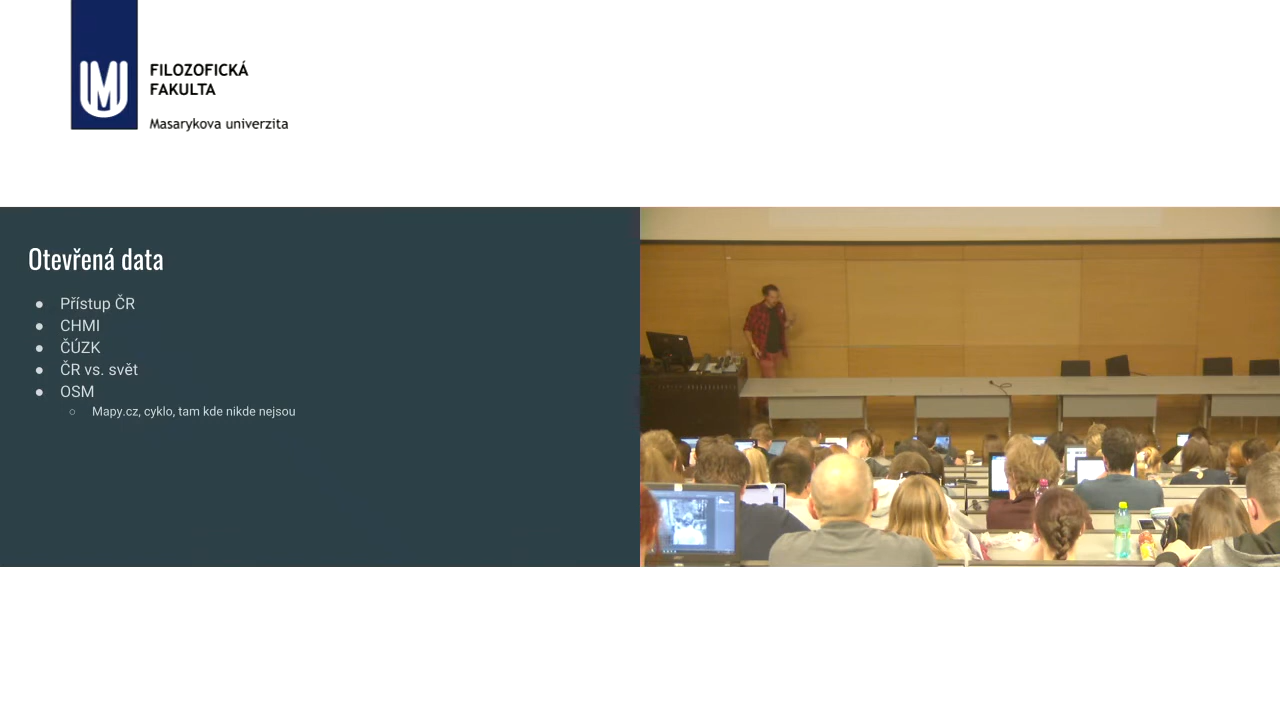 FILOZOFICKÁ
FAKULTA
Masarykova univerzita
Otevřená data
● Přístup ČR
● CHMI
● ČÚZK
● ČR vs. svět
● OSM
○ Mapy.cz, cyklo, tam kde nikde nejsou